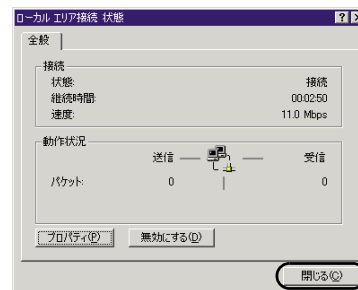 ローカル エリア接続 状態
全般
接続
状態: 接続
継続時間: 00:02:50
速度: 11.0 Mbps
動作状況
送信 受信
パケット: 0 0
プロパティ(P) 無効にする(D)
閉じる(C)